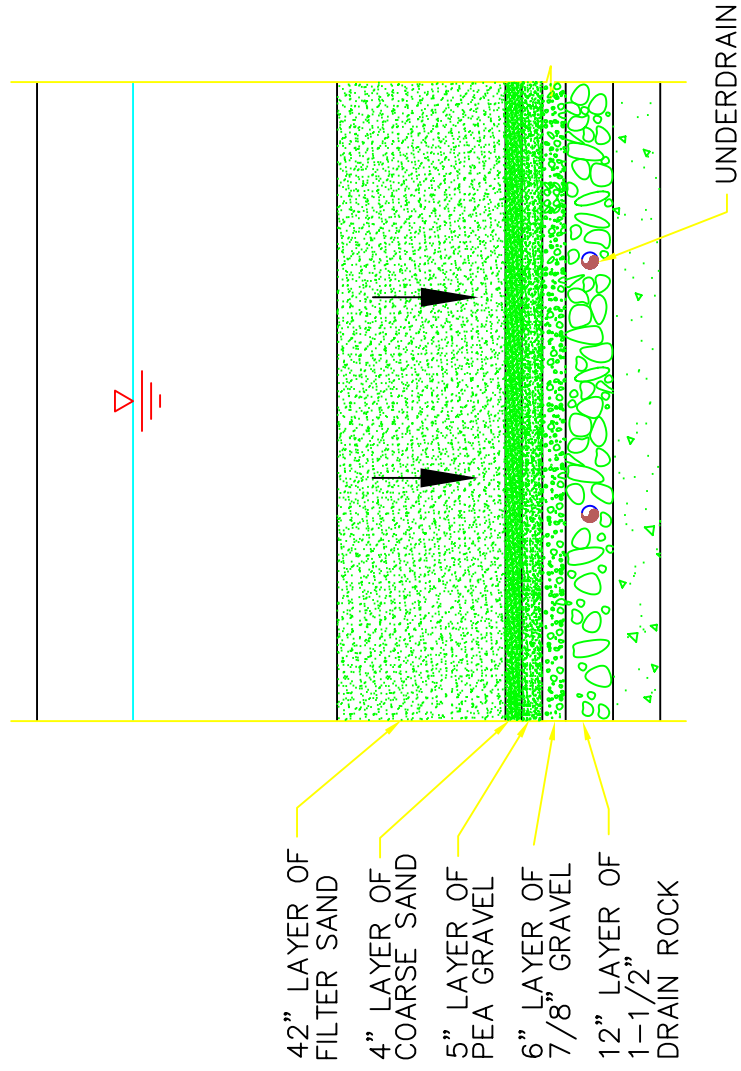 42” LAYER OF
FILTER SAND
4” LAYER OF
COARSE SAND
5” LAYER OF
PEA GRAVEL
6” LAYER OF
7/8” GRAVEL
12” LAYER OF
1-1/2”
DRAIN ROCK
UNDERDRAIN